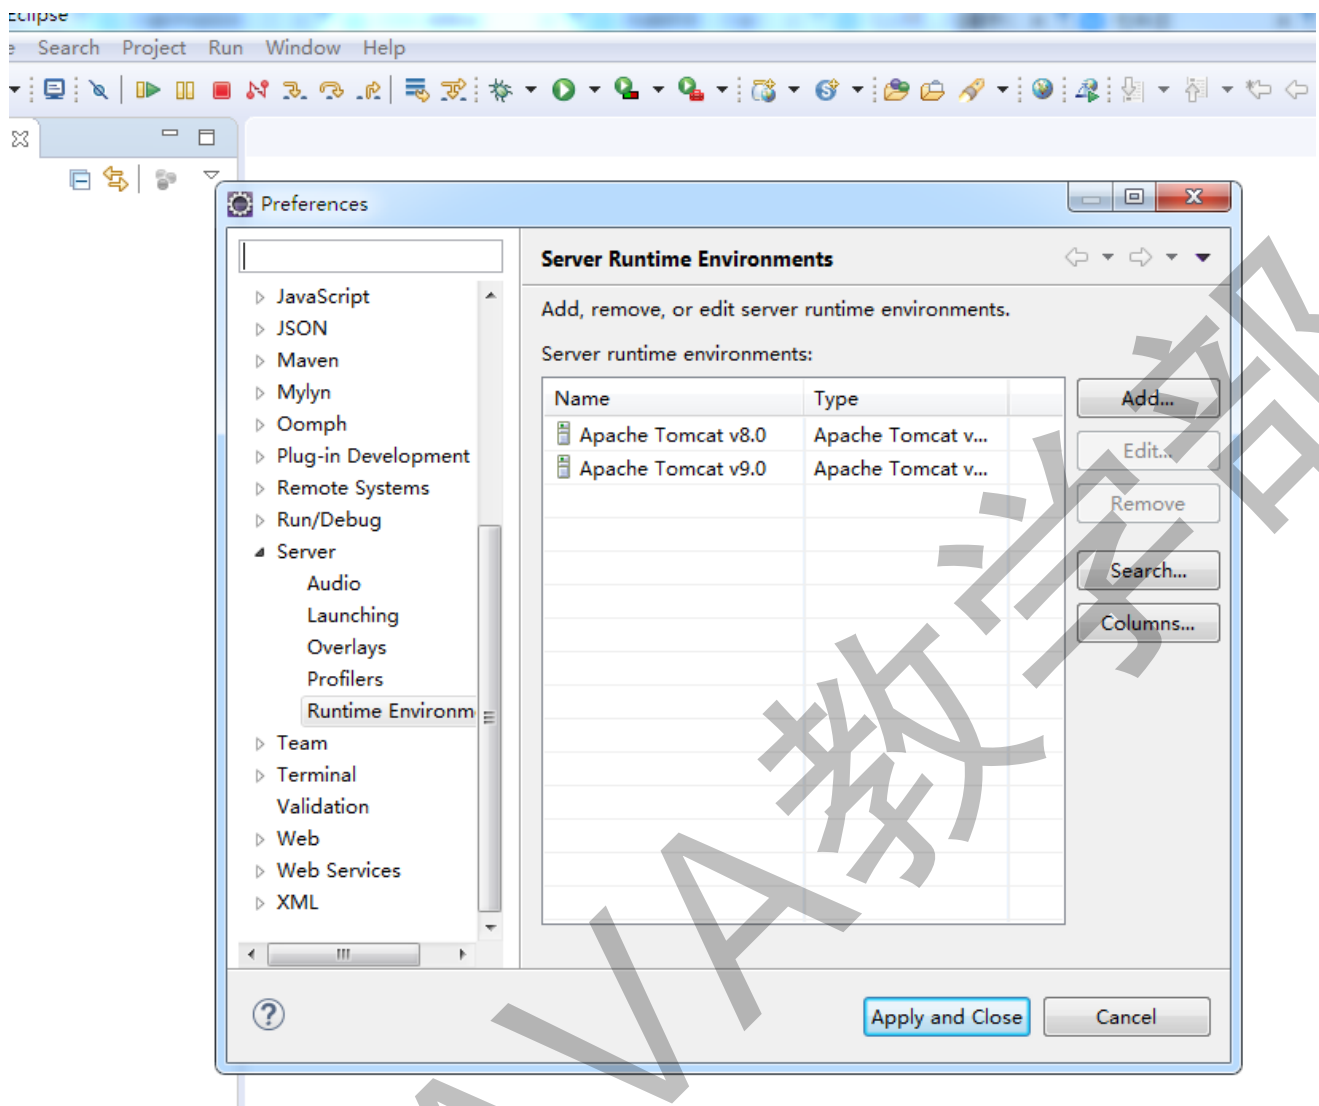 Eclipse
Search Project Run Window Help
Preferences
Server Runtime Environments
Add, remove, or edit server runtime environments.
Server runtime environments:
Name Type
Apache Tomcat v8.0 Apache Tomcat v...
Apache Tomcat v9.0 Apache Tomcat v...
Add...
Edit...
Remove
Search...
Columns...
JavaScript
JSON
Maven
Mylyn
Oomph
Plug-in Development
Remote Systems
Run/Debug
Server
Audio
Launching
Overlays
Profilers
Runtime Environm
Team
Terminal
Validation
Web
Web Services
XML
Apply and Close Cancel
VA教学部